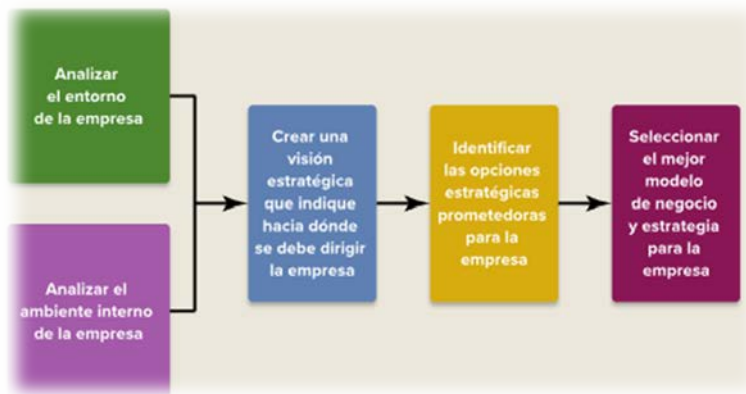 Analizar
el entorno
de la empresa
Analizar el
ambiente interno
de la empresa
Crear una
visión
estratégica
que indique
hacia dónde
se debe dirigir
la empresa
Identificar
las opciones
estratégicas
prometedoras
para la
empresa
Seleccionar
el mejor
modelo
de negocio
y estrategia
para la
empresa